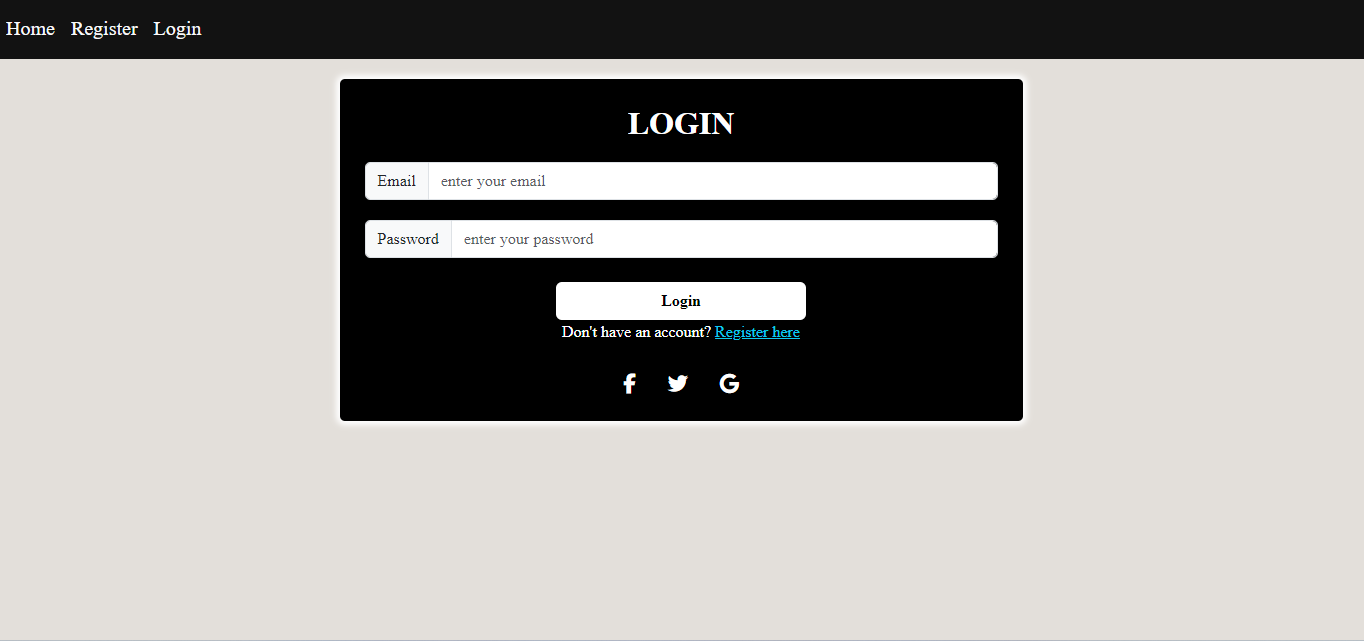 Home Register Login
LOGIN
Email enter your email
Password enter your password
Login
Don't have an account? Register here